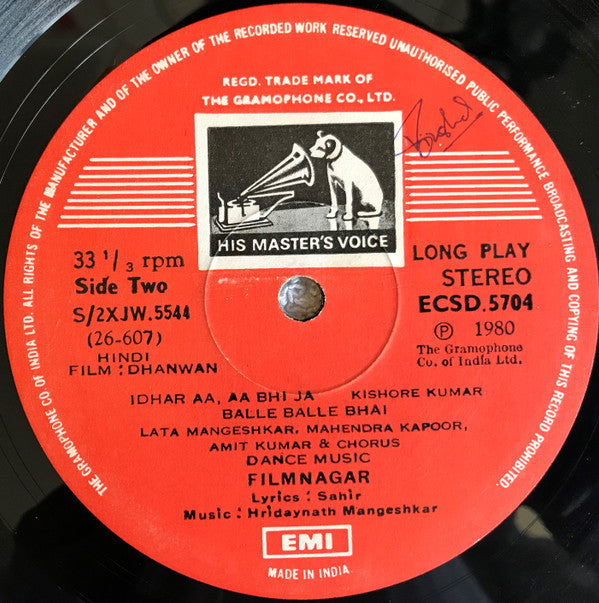 THE GRAMOPHONE CO OF INDIA LTD. ALL RIGHTS OF THE MANUFACTURER AND OF THE OWNER OF THE RECORDED WORK RESERVED UNAUTHORISED PUBLIC PERFORMANCE BROADCASTING AND COPYING OF THIS RECORD PROHIBITED.
REGD. TRADE MARK OF
THE GRAMOPHONE CO., LTD.
HIS MASTER'S VOICE
33 1/3 rpm
Side Two
S/2XJW.5544
(26-607)
HINDI
FILM : DHANWAN
LONG PLAY
STEREO
ECSD.5704
Ⓟ 1980
The Gramophone
Co. of India Ltd.
IDHAR AA, AA BHI JA KISHORE KUMAR
BALLE BALLE BHAI
LATA MANGESHKAR, MAHENDRA KAPOOR,
AMIT KUMAR & CHORUS
DANCE MUSIC
FILMNAGAR
Lyrics : Sahir
Music : Hridaynath Mangeshkar
EMI
MADE IN INDIA.